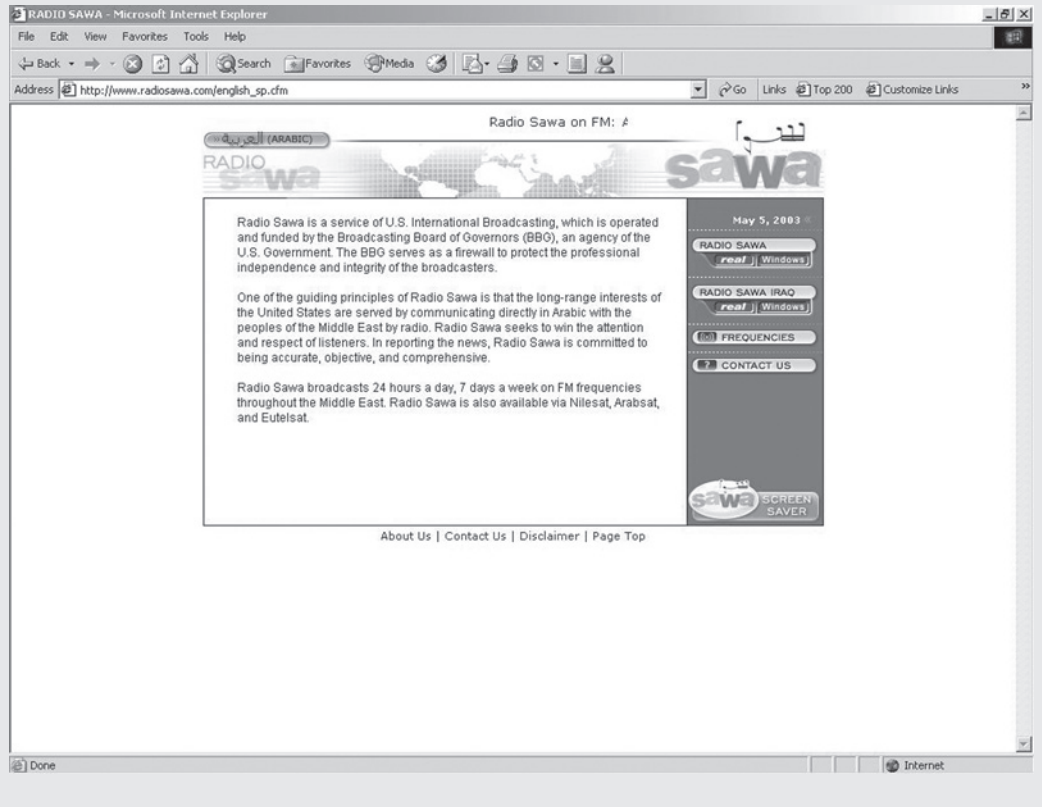 RADIO SAWA - Microsoft Internet Explorer
File Edit View Favorites Tools Help
Back Search Favorites Media
Address http://www.radiosawa.com/english_sp.cfm Go Links Top 200 Customize Links »
Radio Sawa on FM:
العربية (ARABIC)
RADIO
sawa
سوا
sawa
Radio Sawa is a service of U.S. International Broadcasting, which is operated
and funded by the Broadcasting Board of Governors (BBG), an agency of the
U.S. Government. The BBG serves as a firewall to protect the professional
independence and integrity of the broadcasters.
One of the guiding principles of Radio Sawa is that the long-range interests of
the United States are served by communicating directly in Arabic with the
peoples of the Middle East by radio. Radio Sawa seeks to win the attention
and respect of listeners. In reporting the news, Radio Sawa is committed to
being accurate, objective, and comprehensive.
Radio Sawa broadcasts 24 hours a day, 7 days a week on FM frequencies
throughout the Middle East. Radio Sawa is also available via Nilesat, Arabsat,
and Eutelsat.
May 5, 2003 «
RADIO SAWA
real Windows
RADIO SAWA IRAQ
real Windows
FREQUENCIES
? CONTACT US
سوا
sawa SCREEN
SAVER
About Us | Contact Us | Disclaimer | Page Top
Done Internet